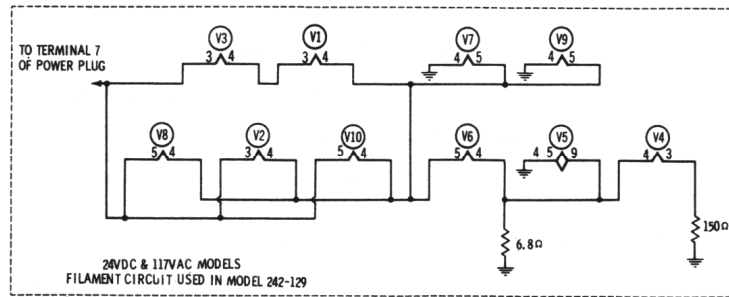 V3 V1 V7 V9
TO TERMINAL 7
OF POWER PLUG
3 4 3 4 4 5 4 5
V8 V2 V10 V6 V5 V4
5 4 3 4 5 4 5 4 4 5 9 4 3
6.8Ω 150Ω
24VDC & 117VAC MODELS
FILAMENT CIRCUIT USED IN MODEL 242-129